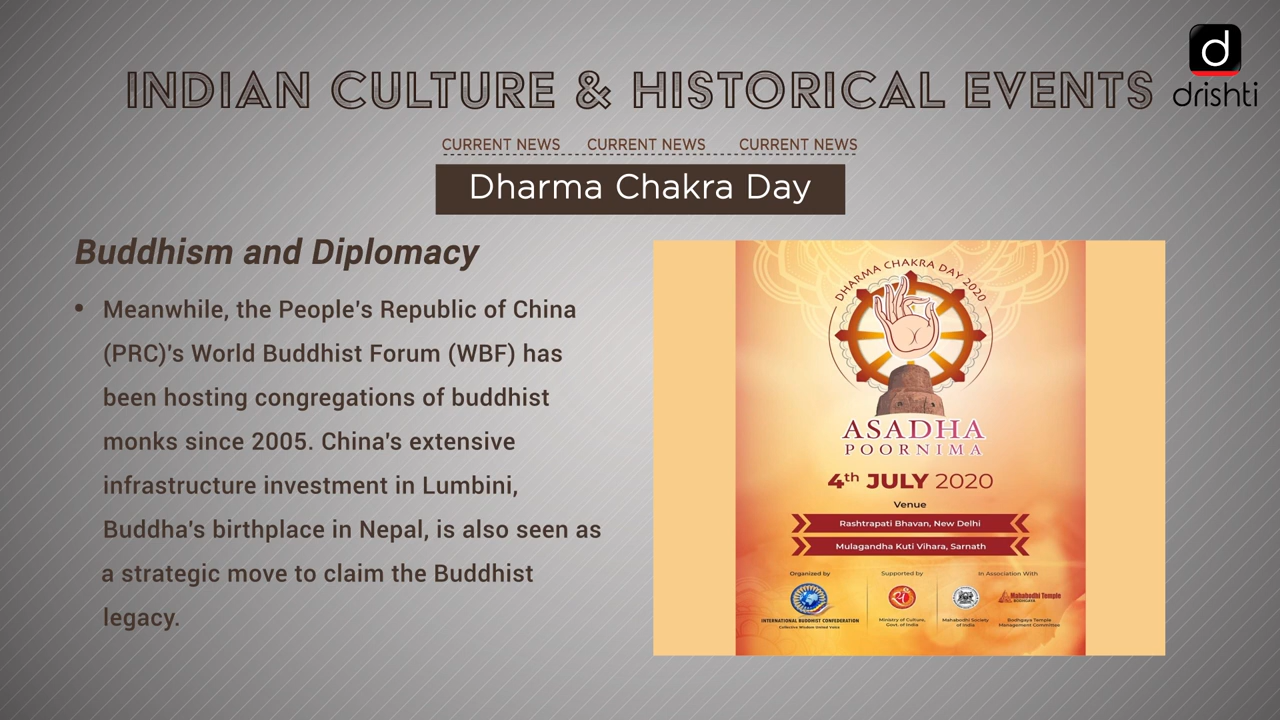 INDIAN CULTURE & HISTORICAL EVENTS
d
drishti
CURRENT NEWS CURRENT NEWS CURRENT NEWS
Dharma Chakra Day
Buddhism and Diplomacy
• Meanwhile, the People's Republic of China
(PRC)'s World Buddhist Forum (WBF) has
been hosting congregations of buddhist
monks since 2005. China's extensive
infrastructure investment in Lumbini,
Buddha's birthplace in Nepal, is also seen as
a strategic move to claim the Buddhist
legacy.
DHARMA CHAKRA DAY 2020
ASADHA
POORNIMA
4th JULY 2020
Venue
Rashtrapati Bhavan, New Delhi
Mulagandha Kuti Vihara, Sarnath
Organized by
INTERNATIONAL BUDDHIST CONFEDERATION
Collective Wisdom United Voice
Supported by
Ministry of Culture,
Govt. of India
In Association With
Mahabodhi Society
of India
Mahabodhi Temple
BODHGAYA
Bodhgaya Temple
Management Committee